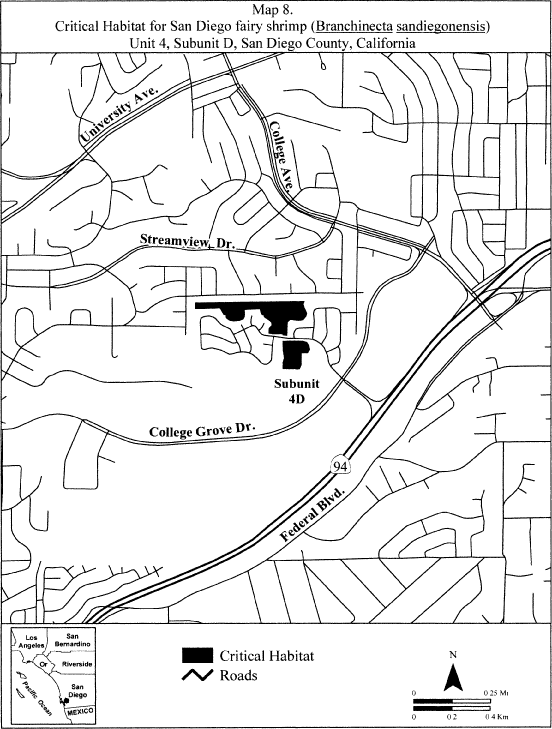 Map 8.
Critical Habitat for San Diego fairy shrimp (Branchinecta sandiegonensis)
Unit 4, Subunit D, San Diego County, California
University Ave.
College Ave.
Streamview Dr.
Subunit
4D
College Grove Dr.
94
Federal Blvd.
Los
Angeles
San
Bernardino
Or
Riverside
San
Diego
Pacific Ocean
MEXICO
Critical Habitat
Roads
N
0 0 25 Mi
0 0 2 0 4 Km